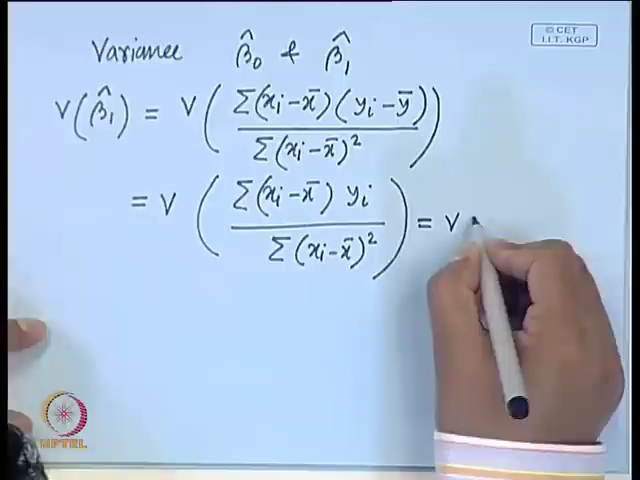 © CET
I.I.T. KGP
Variance β̂₀ & β̂₁
V(β̂₁) = V( Σ(xᵢ-x̄)(yᵢ-ȳ) / Σ(xᵢ-x̄)² )
= V ( Σ(xᵢ-x̄) yᵢ / Σ(xᵢ-x̄)² ) = V
NPTEL